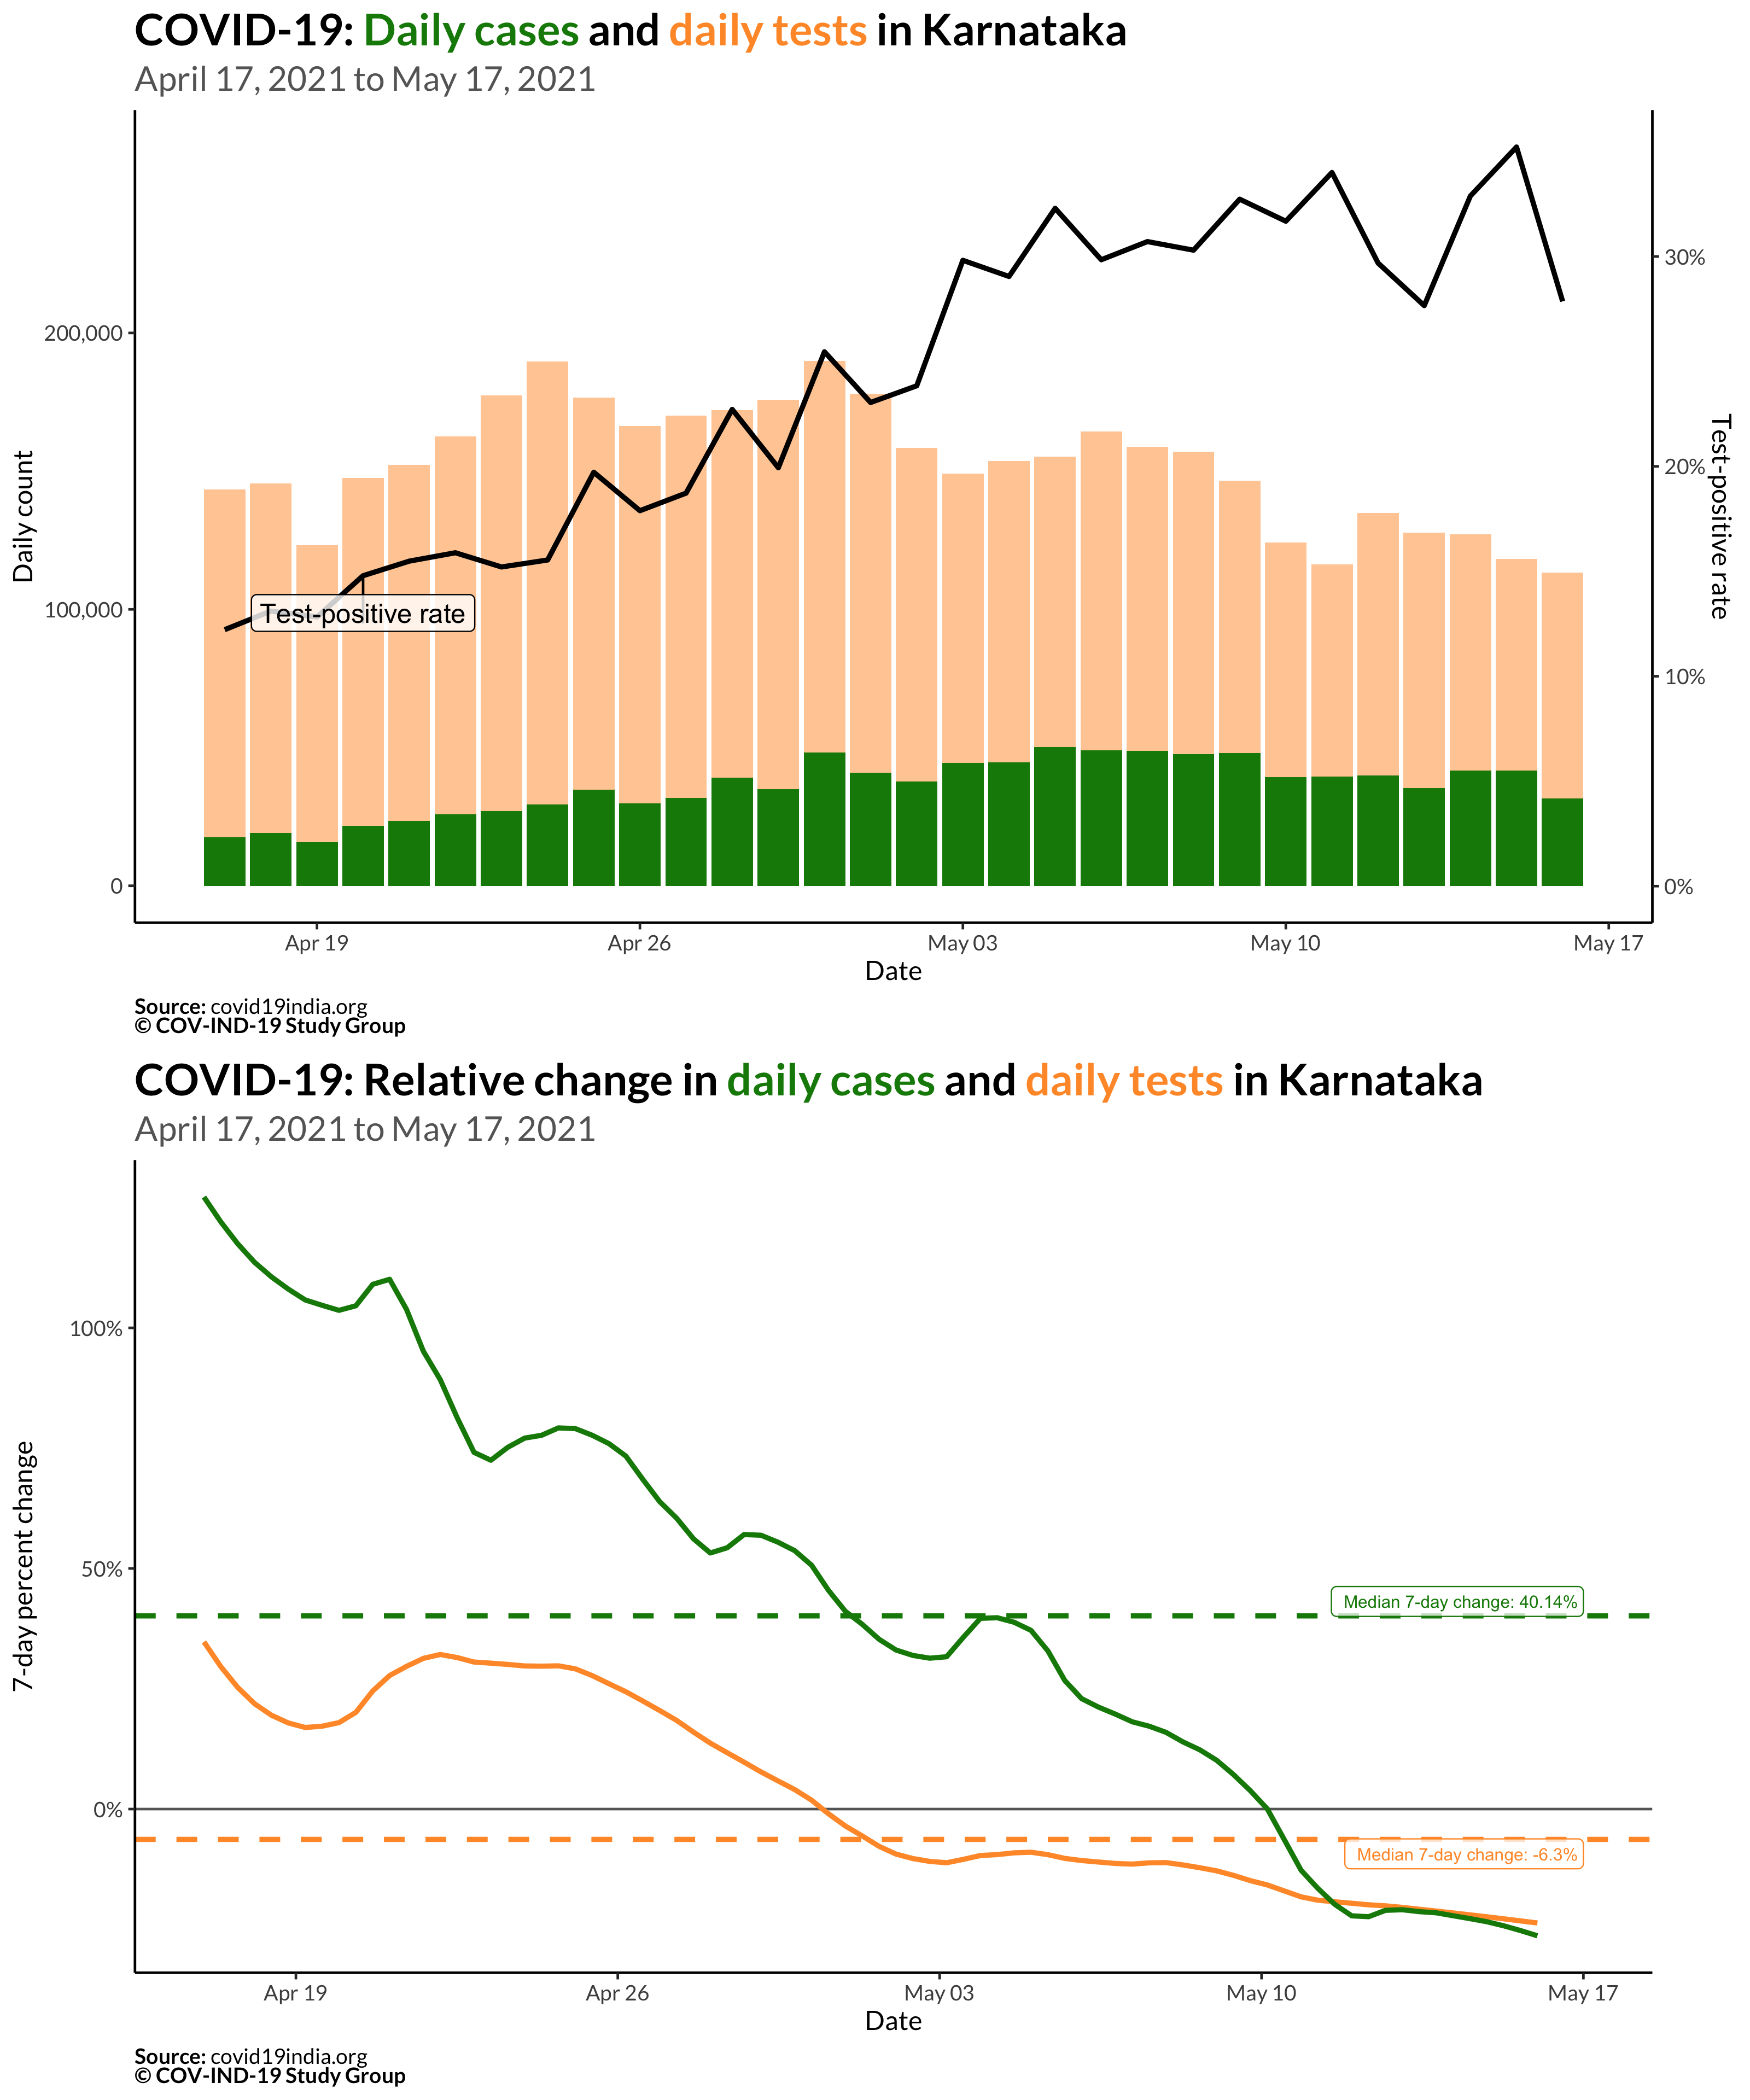 COVID-19: Daily cases and daily tests in Karnataka
April 17, 2021 to May 17, 2021
Daily count
200,000
100,000
0
Test-positive rate
30%
20%
10%
0%
Test-positive rate
Apr 19
Apr 26
May 03
May 10
May 17
Date
Source: covid19india.org
© COV-IND-19 Study Group
COVID-19: Relative change in daily cases and daily tests in Karnataka
April 17, 2021 to May 17, 2021
7-day percent change
100%
50%
0%
Median 7-day change: 40.14%
Median 7-day change: -6.3%
Apr 19
Apr 26
May 03
May 10
May 17
Date
Source: covid19india.org
© COV-IND-19 Study Group